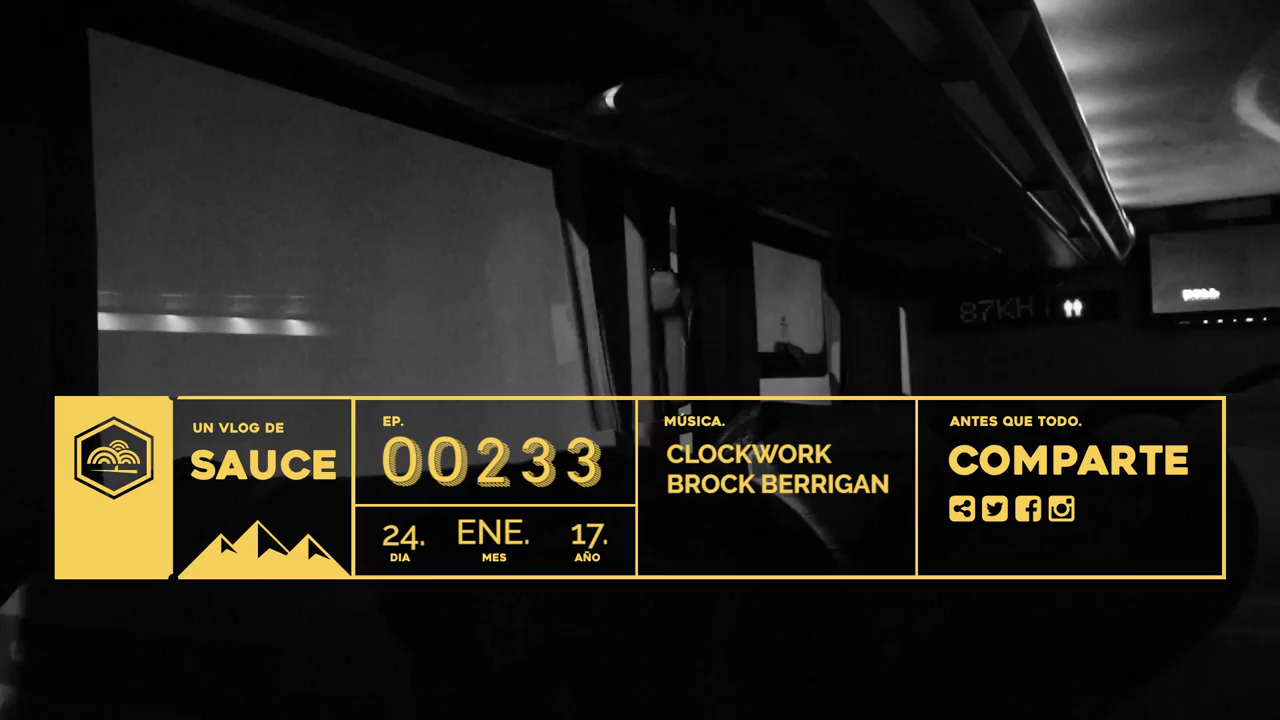 87KH
UN VLOG DE
SAUCE
EP.
00233
24.
DIA
ENE.
MES
17.
AÑO
MÚSICA.
CLOCKWORK
BROCK BERRIGAN
ANTES QUE TODO.
COMPARTE